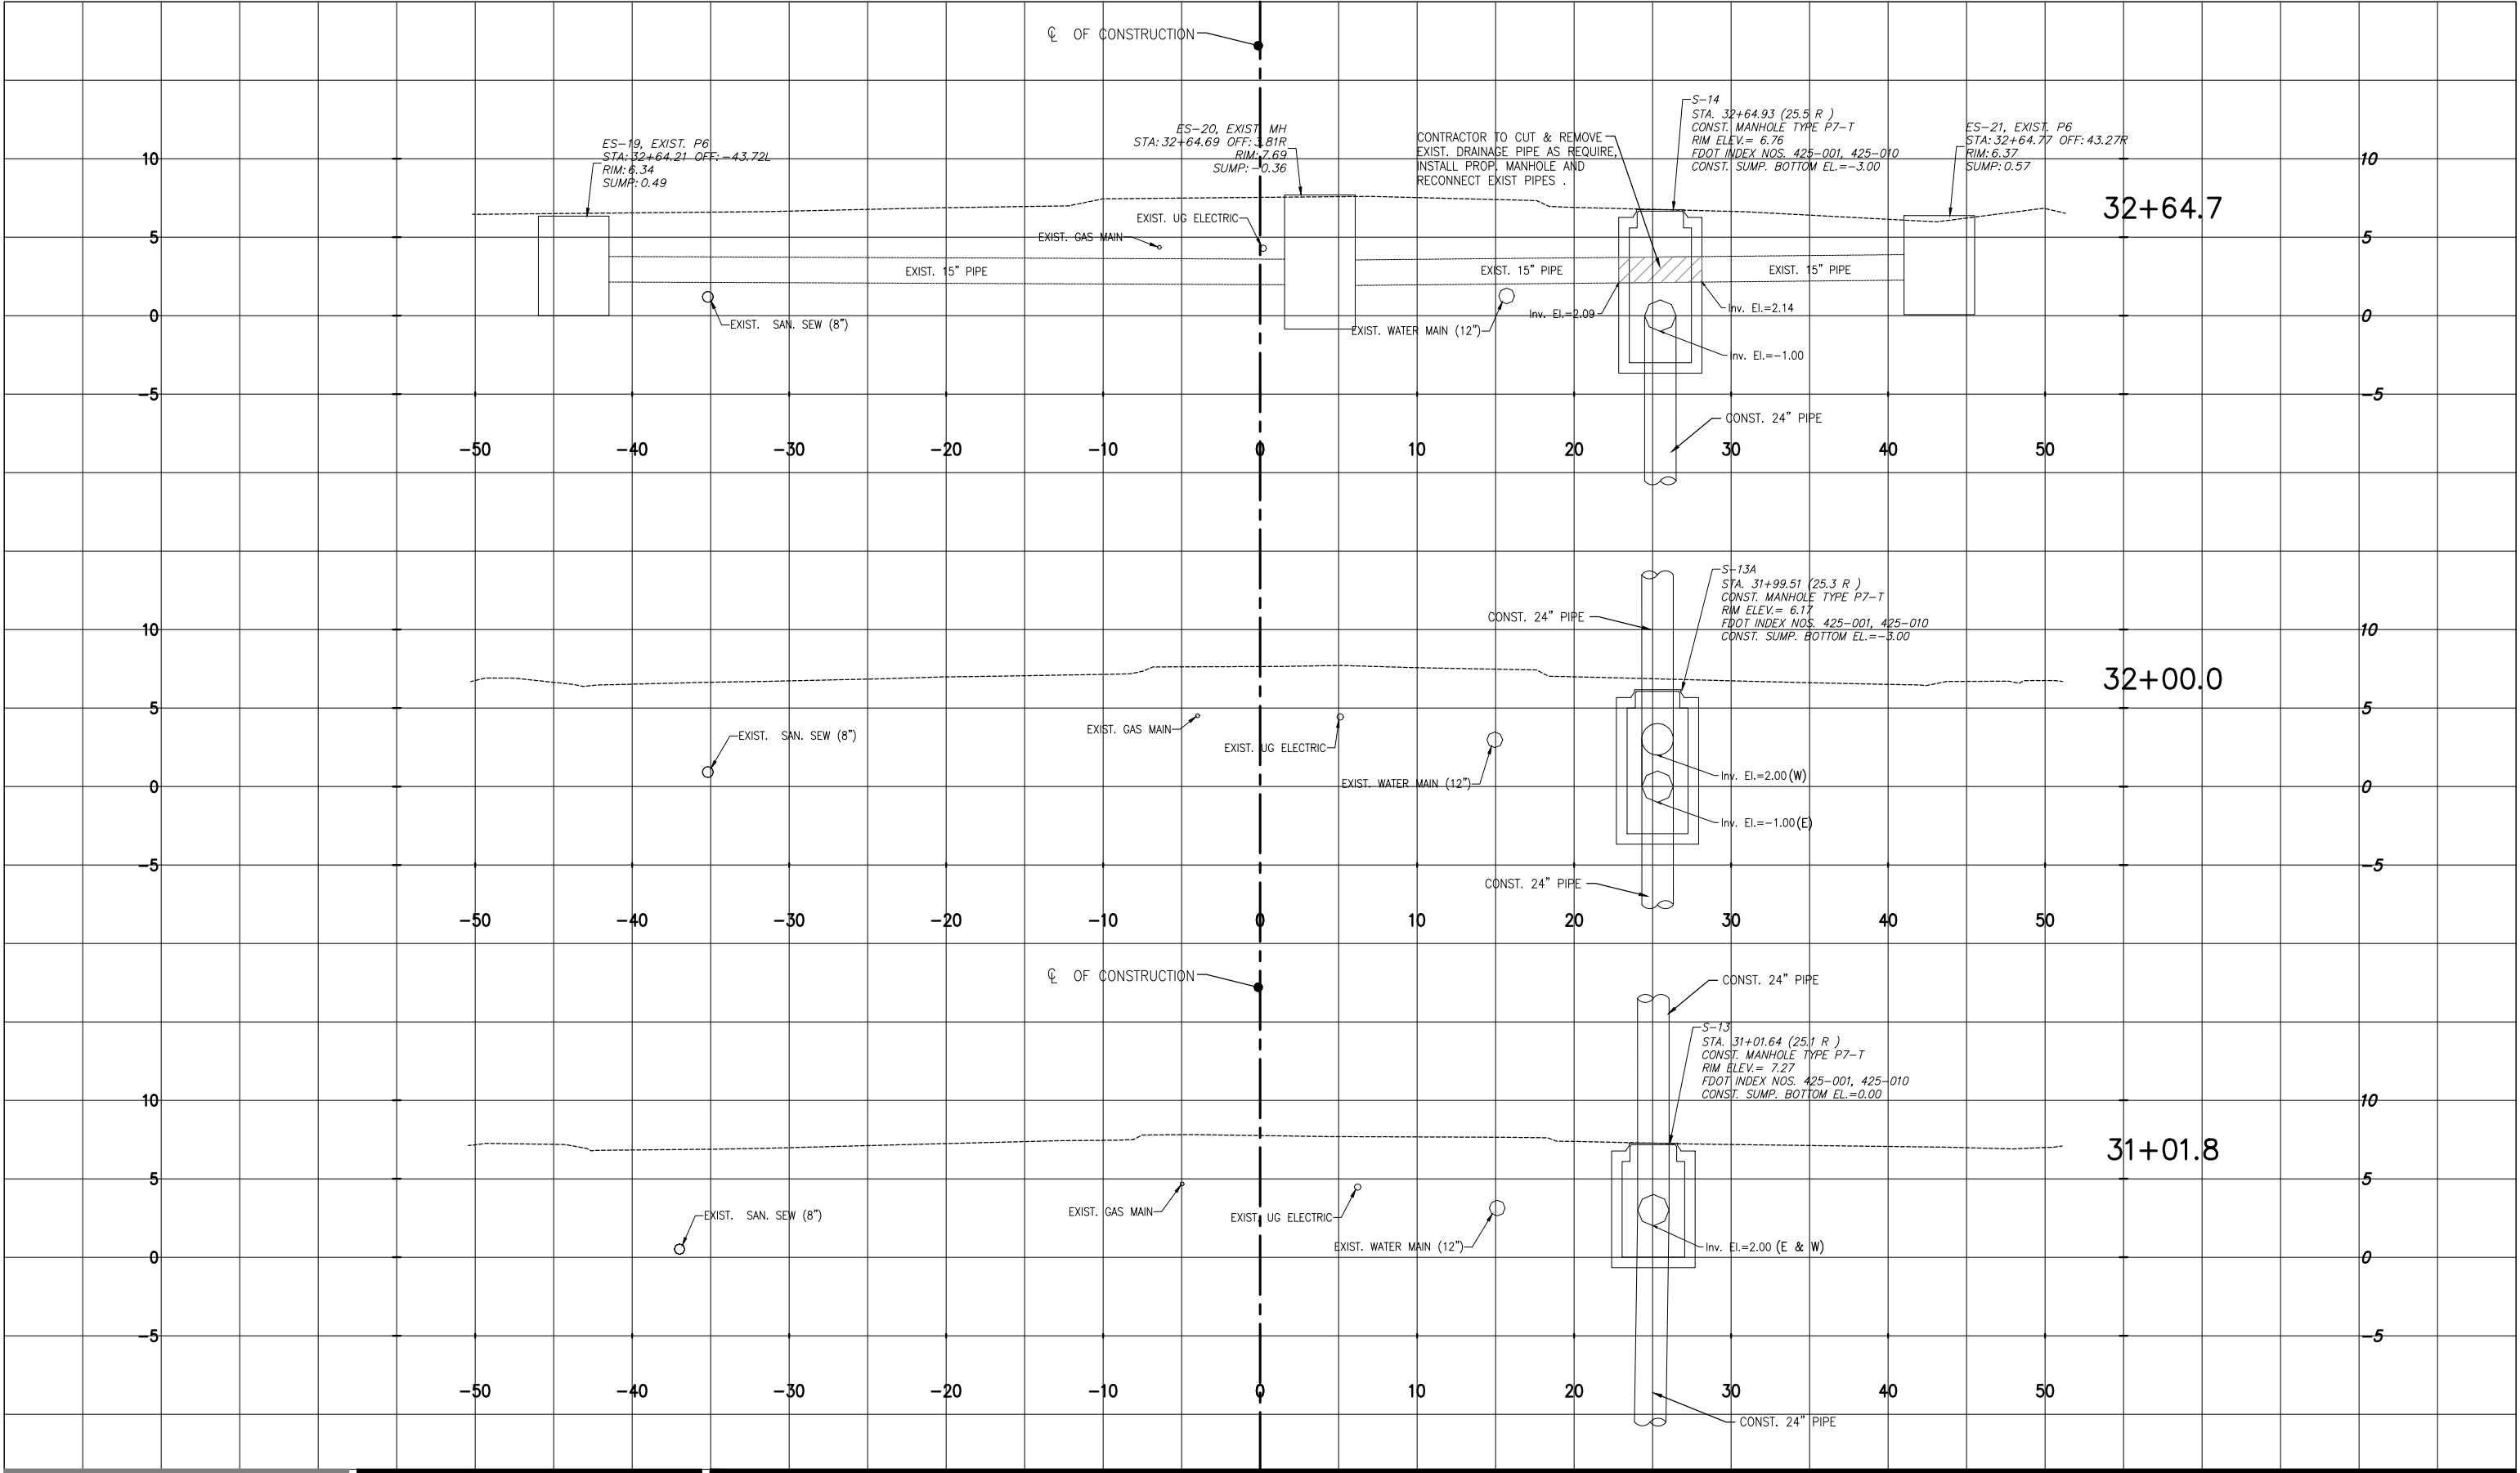 ℄ OF CONSTRUCTION
ES-19, EXIST. P6
STA: 32+64.21 OFF:-43.72L
RIM: 6.34
SUMP: 0.49
ES-20, EXIST. MH
STA: 32+64.69 OFF: 3.81R
RIM: 7.69
SUMP: -0.36
CONTRACTOR TO CUT & REMOVE
EXIST. DRAINAGE PIPE AS REQUIRE,
INSTALL PROP. MANHOLE AND
RECONNECT EXIST PIPES .
S-14
STA. 32+64.93 (25.5 R )
CONST. MANHOLE TYPE P7-T
RIM ELEV.= 6.76
FDOT INDEX NOS. 425-001, 425-010
CONST. SUMP. BOTTOM EL.=-3.00
ES-21, EXIST. P6
STA: 32+64.77 OFF: 43.27R
RIM: 6.37
SUMP: 0.57
10
10
32+64.7
EXIST. UG ELECTRIC
EXIST. GAS MAIN
5
5
EXIST. 15" PIPE
EXIST. 15" PIPE
EXIST. 15" PIPE
Inv. El.=2.09
Inv. El.=2.14
0
0
EXIST. SAN. SEW (8")
EXIST. WATER MAIN (12")
Inv. El.=-1.00
-5
-5
CONST. 24" PIPE
-50 -40 -30 -20 -10 0 10 20 30 40 50
S-13A
STA. 31+99.51 (25.3 R )
CONST. MANHOLE TYPE P7-T
RIM ELEV.= 6.17
FDOT INDEX NOS. 425-001, 425-010
CONST. SUMP. BOTTOM EL.=-3.00
CONST. 24" PIPE
10
10
32+00.0
5
5
EXIST. SAN. SEW (8")
EXIST. GAS MAIN
EXIST. UG ELECTRIC
EXIST. WATER MAIN (12")
Inv. El.=2.00 (W)
0
0
Inv. El.=-1.00 (E)
-5
-5
CONST. 24" PIPE
-50 -40 -30 -20 -10 0 10 20 30 40 50
℄ OF CONSTRUCTION
CONST. 24" PIPE
S-13
STA. 31+01.64 (25.1 R )
CONST. MANHOLE TYPE P7-T
RIM ELEV.= 7.27
FDOT INDEX NOS. 425-001, 425-010
CONST. SUMP. BOTTOM EL.=0.00
10
10
31+01.8
5
5
EXIST. SAN. SEW (8")
EXIST. GAS MAIN
EXIST. UG ELECTRIC
EXIST. WATER MAIN (12")
Inv. El.=2.00 (E & W)
0
0
-5
-5
-50 -40 -30 -20 -10 0 10 20 30 40 50
CONST. 24" PIPE